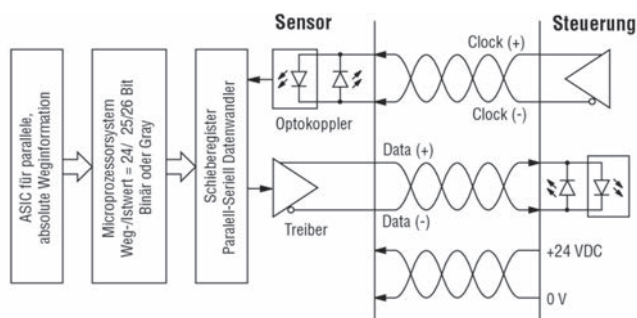 Sensor
Steuerung
ASIC für parallele,
absolute Weginformation
Microprozessorsystem
Weg-/Istwert = 24/ 25/26 Bit
Binär oder Gray
Schieberegister
Paralell-Seriell Datenwandler
Optokoppler
Clock (+)
Clock (-)
Treiber
Data (+)
Data (-)
+24 VDC
0 V